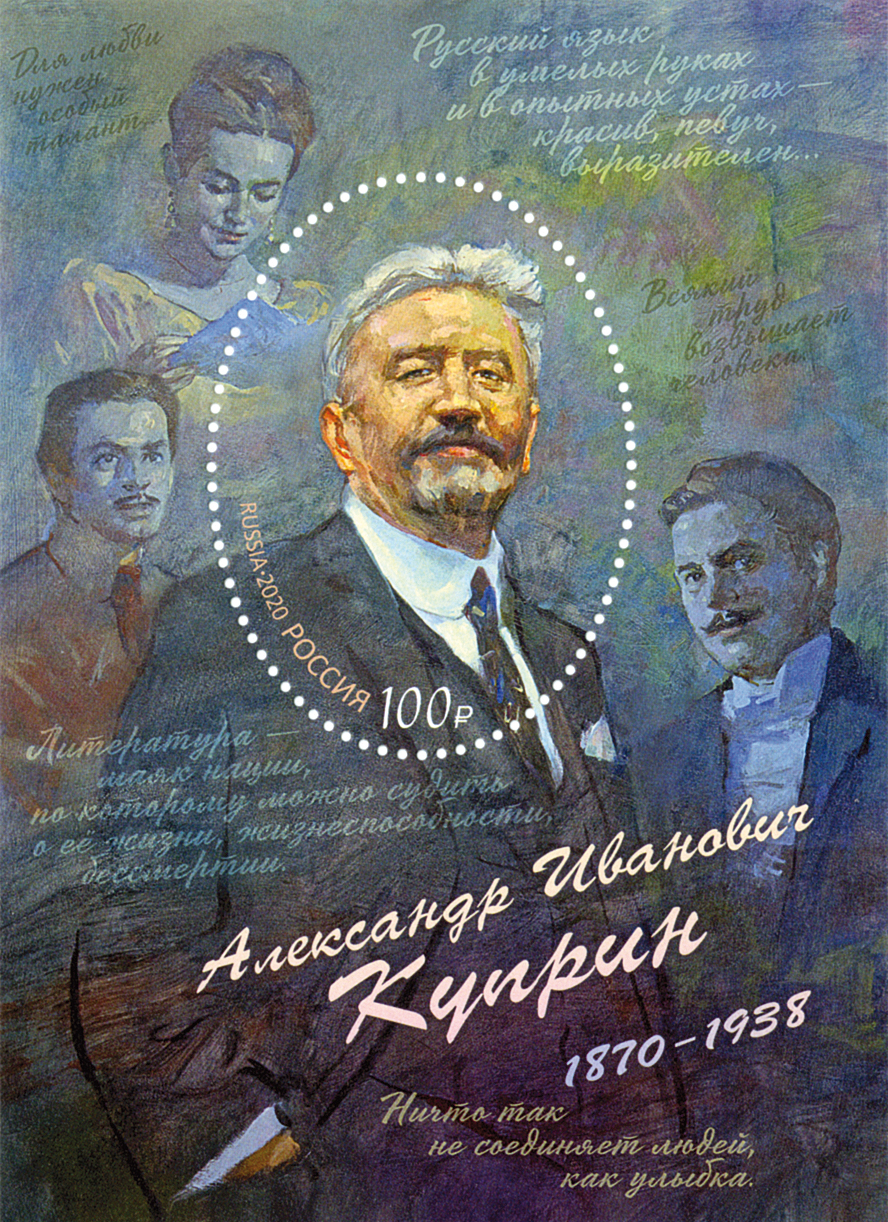 Для любви
нужен
особый
талант...
Русский язык
в умелых руках
и в опытных устах —
красив, певуч,
выразителен...
Всякий
труд
возвышает
человека.
RUSSIA·2020 РОССИЯ
100₽
Литература —
маяк нации,
по которому можно судить
о её жизни, жизнеспособности,
бессмертии.
Александр Иванович
Куприн
1870–1938
Ничто так
не соединяет людей,
как улыбка.